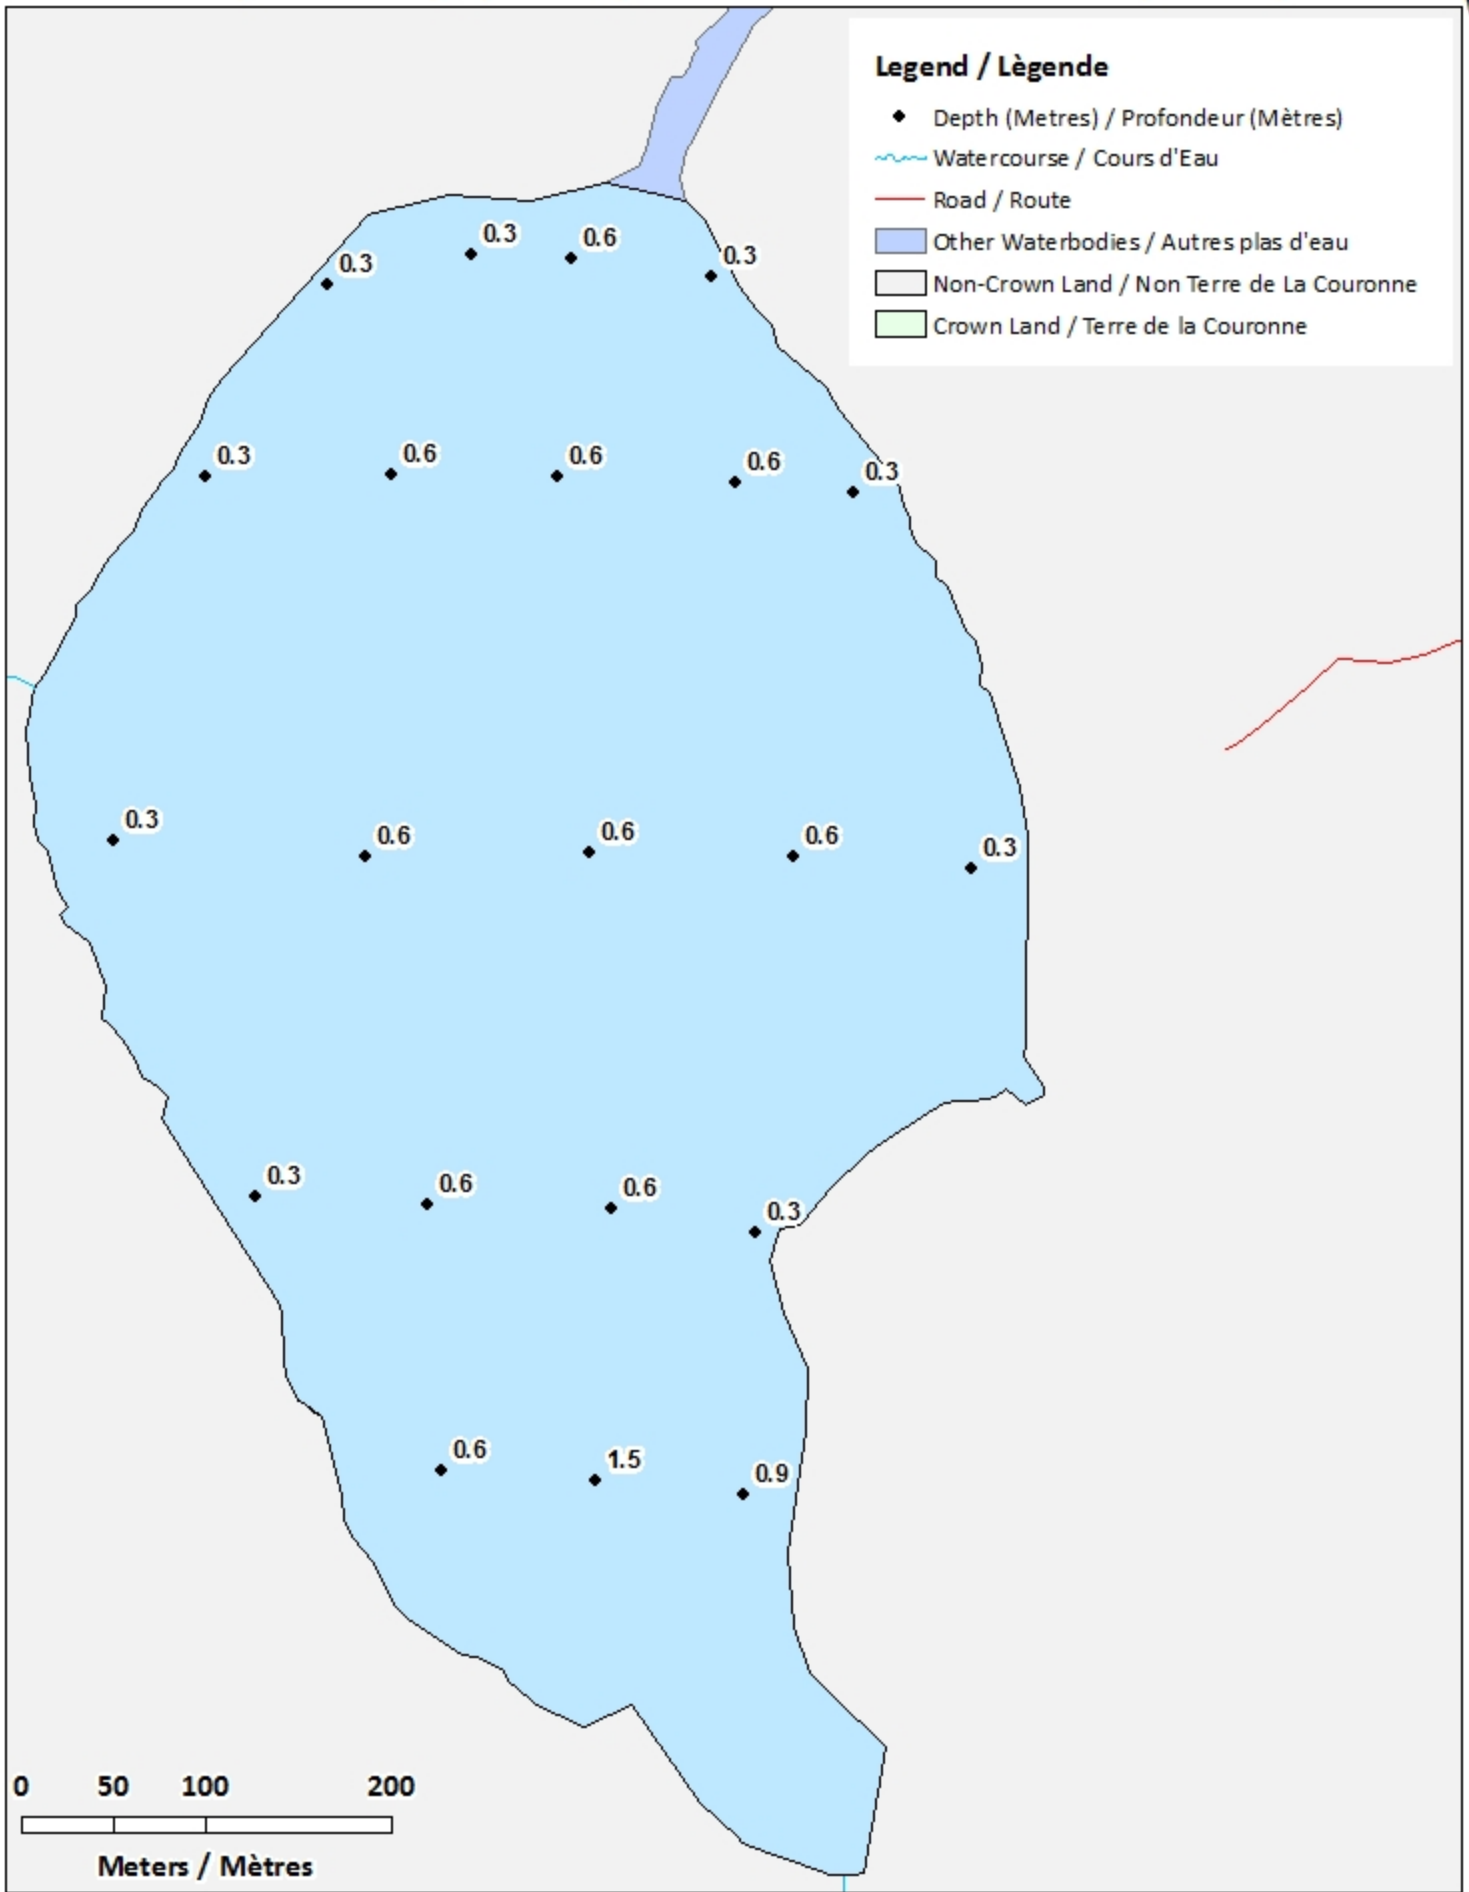 Legend / Lègende
Depth (Metres) / Profondeur (Mètres)
Watercourse / Cours d'Eau
Road / Route
Other Waterbodies / Autres plas d'eau
Non-Crown Land / Non Terre de La Couronne
Crown Land / Terre de la Couronne
0.3 0.3 0.6 0.3
0.3 0.6 0.6 0.6 0.3
0.3 0.6 0.6 0.6 0.3
0.3 0.6 0.6 0.3
0.6 1.5 0.9
0 50 100 200
Meters / Mètres